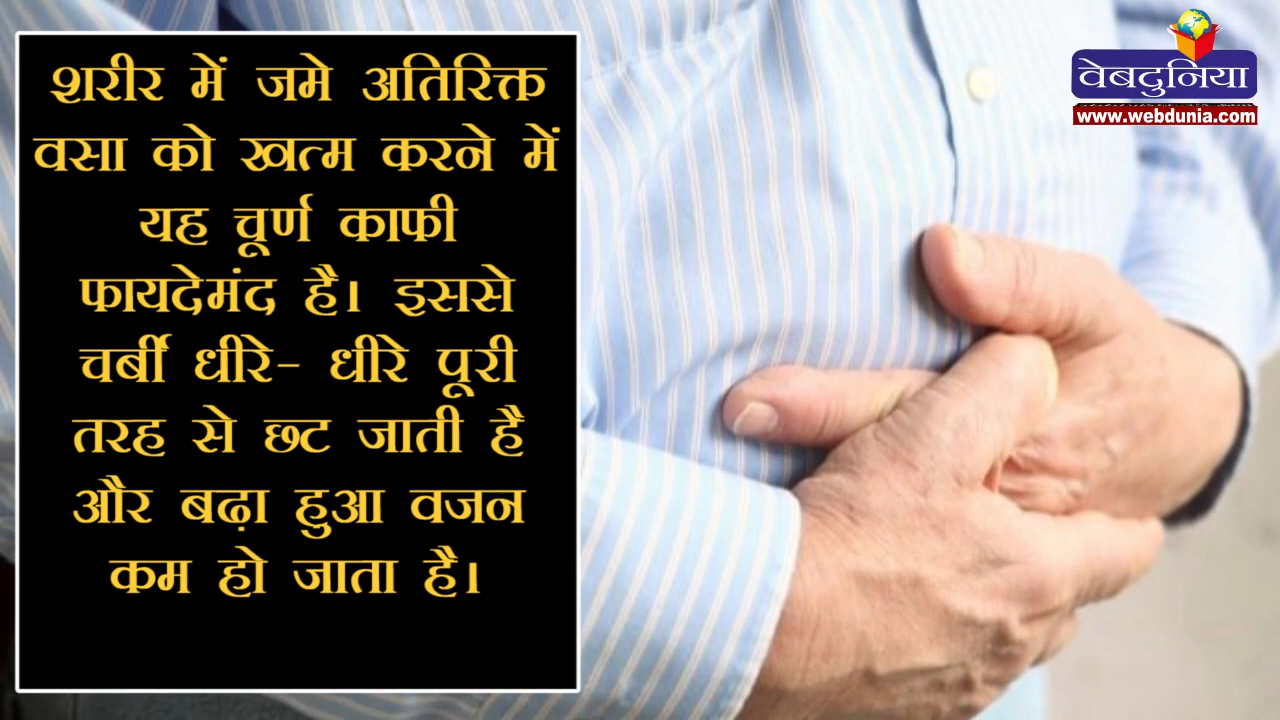 शरीर में जमे अतिरिक्त
वसा को खत्म करने में
यह चूर्ण काफी
फायदेमंद है। इससे
चर्बी धीरे- धीरे पूरी
तरह से छट जाती है
और बढ़ा हुआ वजन
कम हो जाता है।
वेबदुनिया
www.webdunia.com